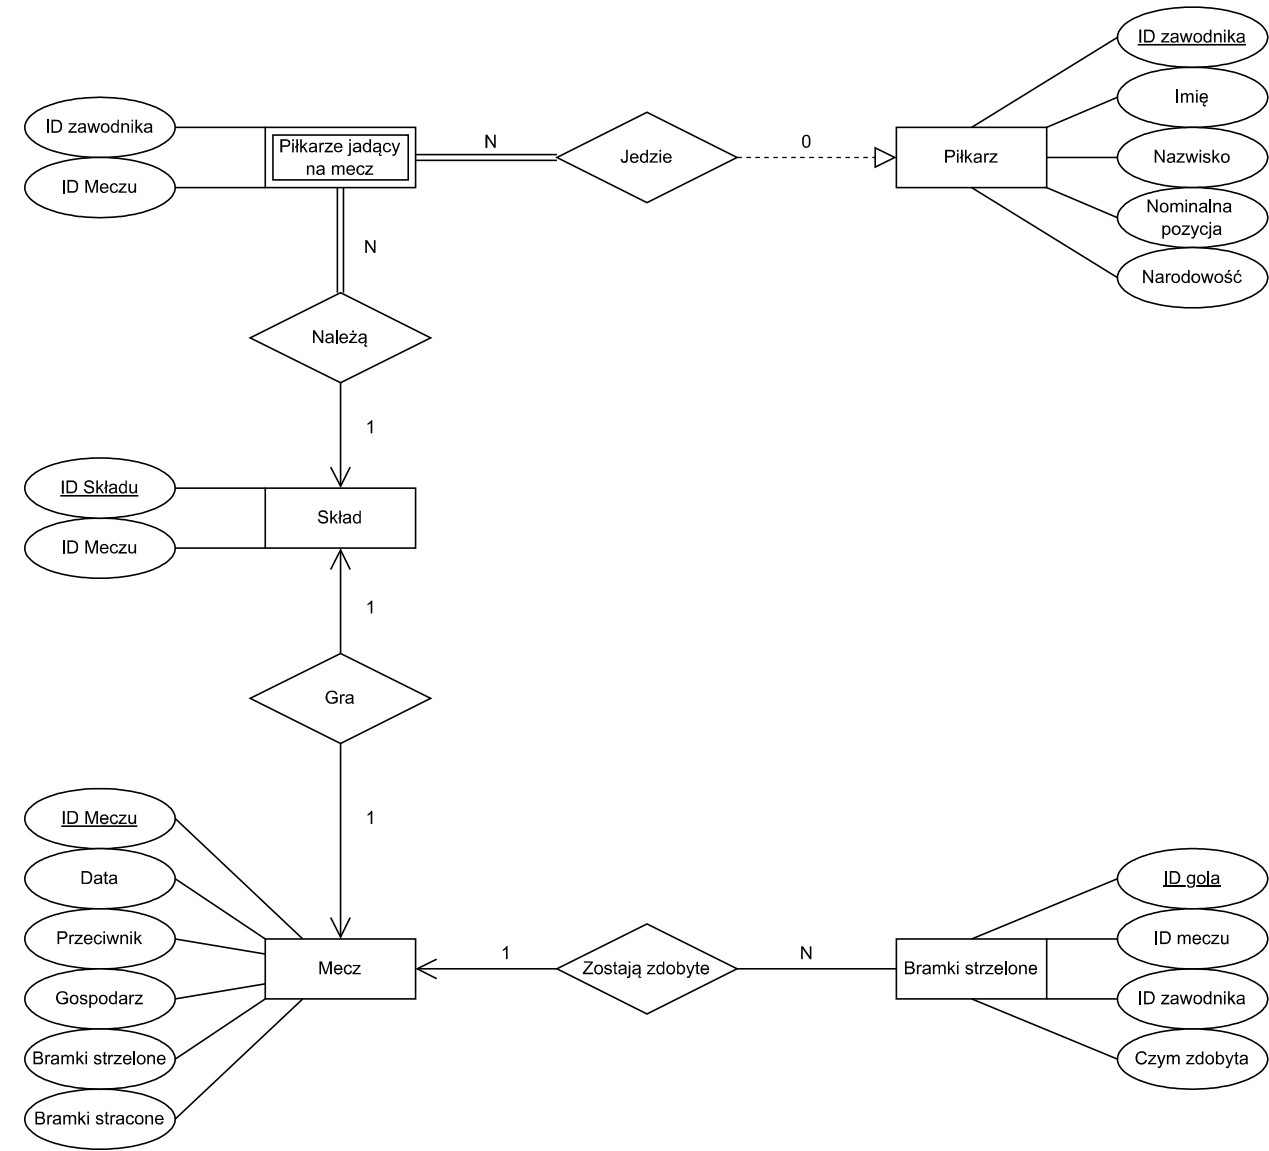 ID zawodnika
Imię
Nazwisko
Nominalna
pozycja
Narodowość
Piłkarz
0
Jedzie
N
Piłkarze jadący
na mecz
ID zawodnika
ID Meczu
N
Należą
1
ID Składu
ID Meczu
Skład
1
Gra
1
ID Meczu
Data
Przeciwnik
Gospodarz
Bramki strzelone
Bramki stracone
Mecz
1
Zostają zdobyte
N
Bramki strzelone
ID gola
ID meczu
ID zawodnika
Czym zdobyta